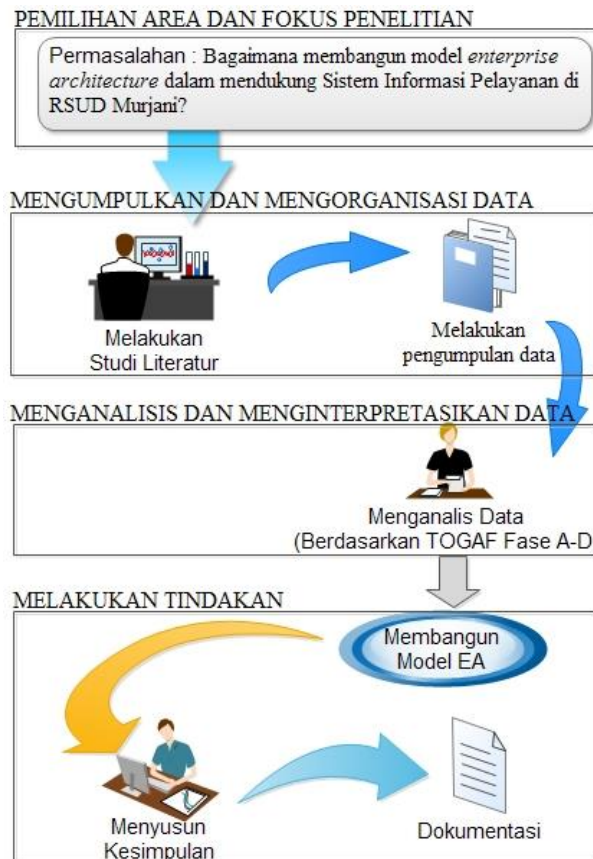 PEMILIHAN AREA DAN FOKUS PENELITIAN
Permasalahan : Bagaimana membangun model enterprise
architecture dalam mendukung Sistem Informasi Pelayanan di
RSUD Murjani?
MENGUMPULKAN DAN MENGORGANISASI DATA
Melakukan
Studi Literatur
Melakukan
pengumpulan data
MENGANALISIS DAN MENGINTERPRETASIKAN DATA
Menganalis Data
(Berdasarkan TOGAF Fase A-D
MELAKUKAN TINDAKAN
Membangun
Model EA
Menyusun
Kesimpulan
Dokumentasi